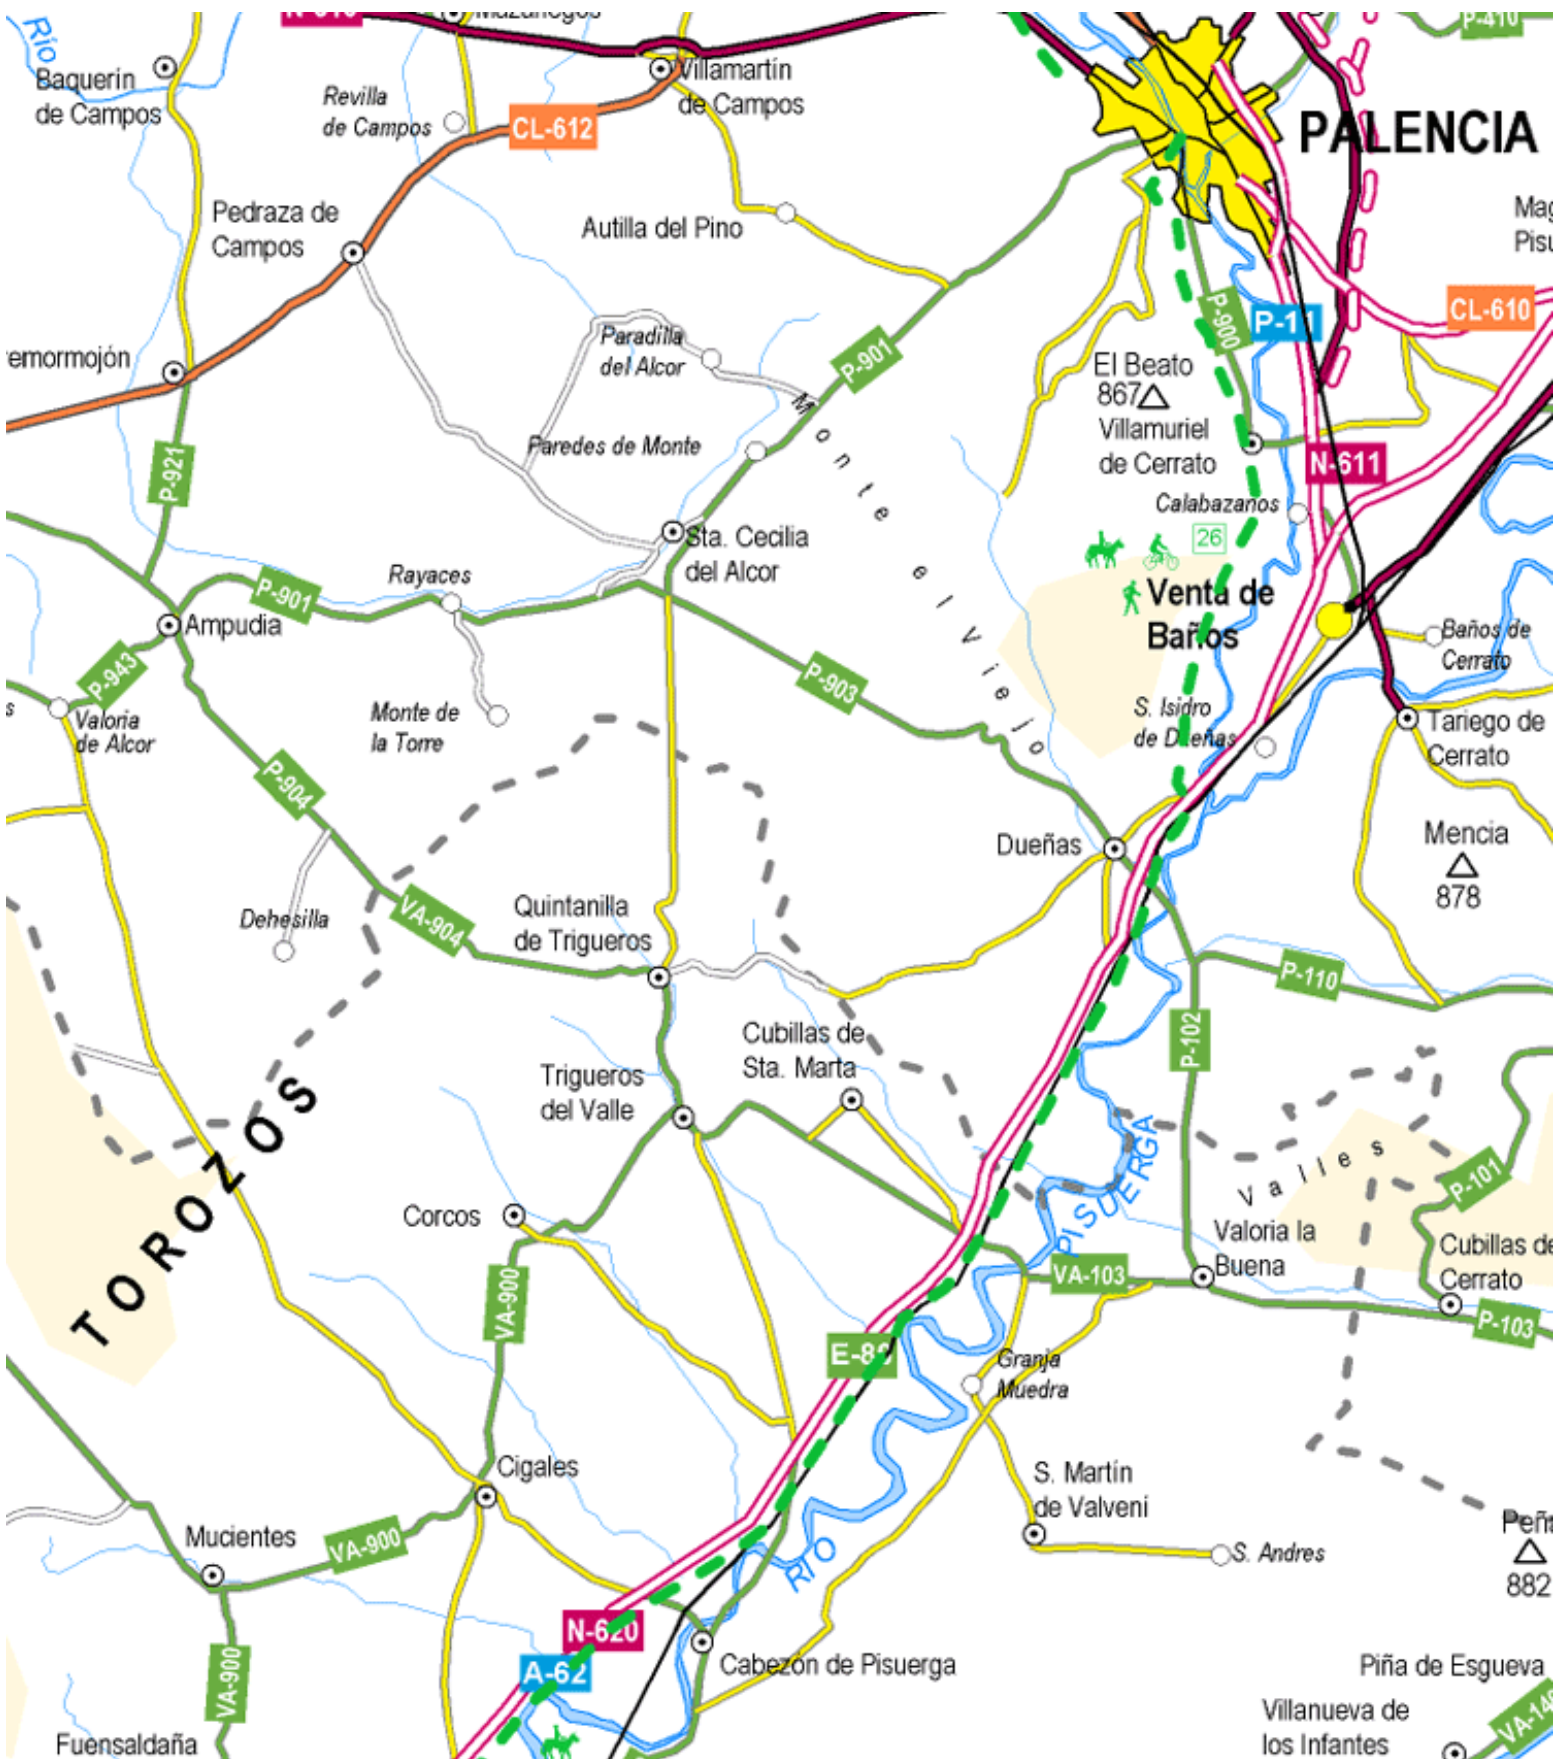 Río
Mazariegos
P-410
Baquerín
de Campos
Revilla
de Campos
CL-612
Villamartín
de Campos
PALENCIA
Pedraza de
Campos
Autilla del Pino
CL-610
P-900
P-11
Paradilla
del Alcor
P-901
El Beato
867
Villamuriel
de Cerrato
N-611
Monte el Viejo
Paredes de Monte
P-921
Calabazanos
26
Sta. Cecilia
del Alcor
Rayaces
P-901
Venta de
Baños
Ampudia
Baños de
Cerrato
P-943
P-903
Valoria
de Alcor
Monte de
la Torre
S. Isidro
de Dueñas
Tariego de
Cerrato
P-904
Dueñas
Mencia
878
Dehesilla
VA-904
Quintanilla
de Trigueros
P-110
P-102
Cubillas de
Sta. Marta
Trigueros
del Valle
TOROZOS
PISUERGA
Valles
P-101
Corcos
Valoria la
Buena
Cubillas de
Cerrato
VA-103
VA-900
P-103
E-80
Granja
Muedra
Cigales
S. Martín
de Valveni
Mucientes
VA-900
RÍO
S. Andres
882
N-620
A-62
VA-900
Cabezón de Pisuerga
Piña de Esgueva
Villanueva de
los Infantes
Fuensaldaña